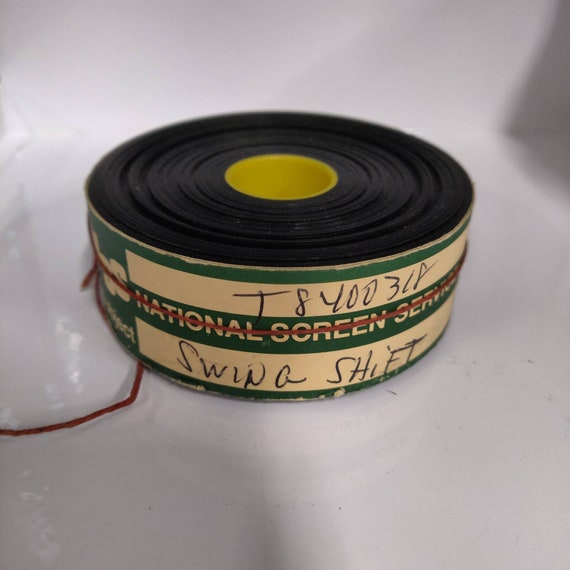 T8400318
NATIONAL SCREEN SERVICE
SWING SHIFT